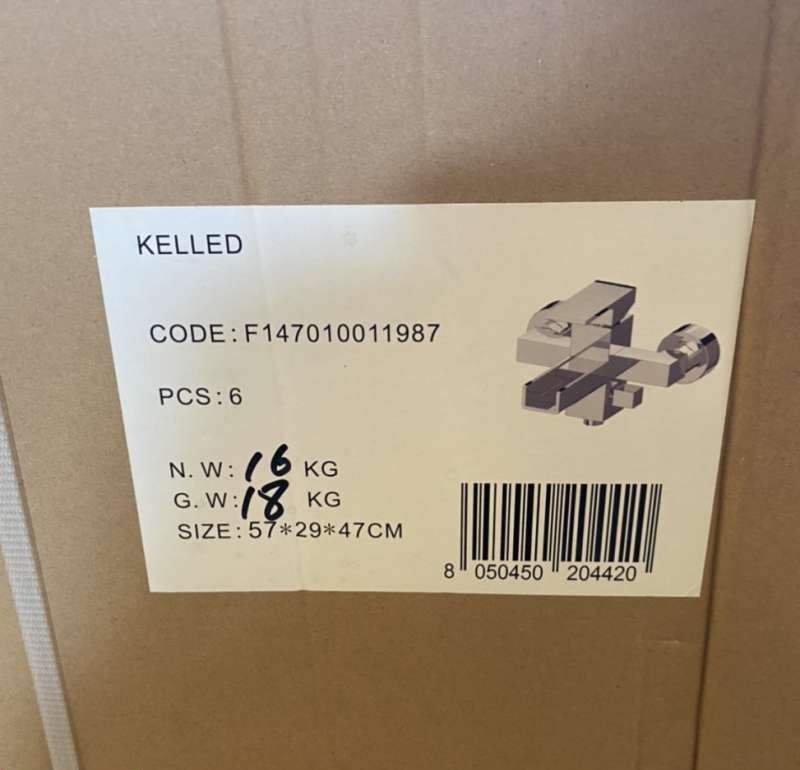 KELLED
CODE: F147010011987
PCS: 6
N. W: 16 KG
G. W: 18 KG
SIZE: 57*29*47CM
8 050450 204420